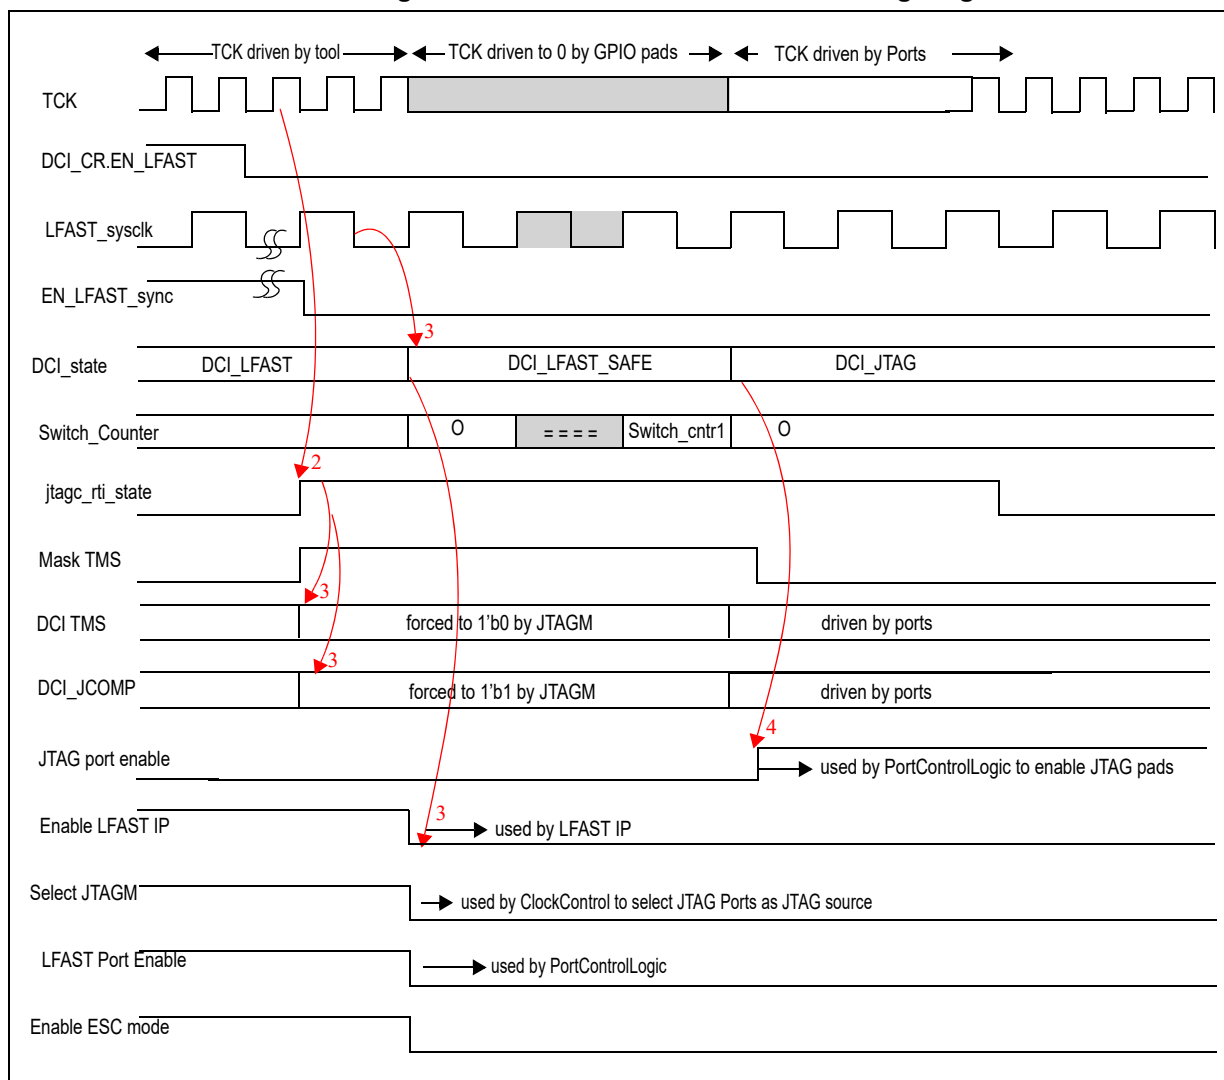 TCK driven by tool TCK driven to 0 by GPIO pads TCK driven by Ports
TCK
DCI_CR.EN_LFAST
LFAST_sysclk
EN_LFAST_sync
3
DCI_state DCI_LFAST DCI_LFAST_SAFE DCI_JTAG
Switch_Counter O ==== Switch_cntr1 O
2
jtagc_rti_state
Mask TMS
3
DCI TMS forced to 1'b0 by JTAGM driven by ports
3
DCI_JCOMP forced to 1'b1 by JTAGM driven by ports
4
JTAG port enable used by PortControlLogic to enable JTAG pads
3
Enable LFAST IP used by LFAST IP
Select JTAGM used by ClockControl to select JTAG Ports as JTAG source
LFAST Port Enable used by PortControlLogic
Enable ESC mode